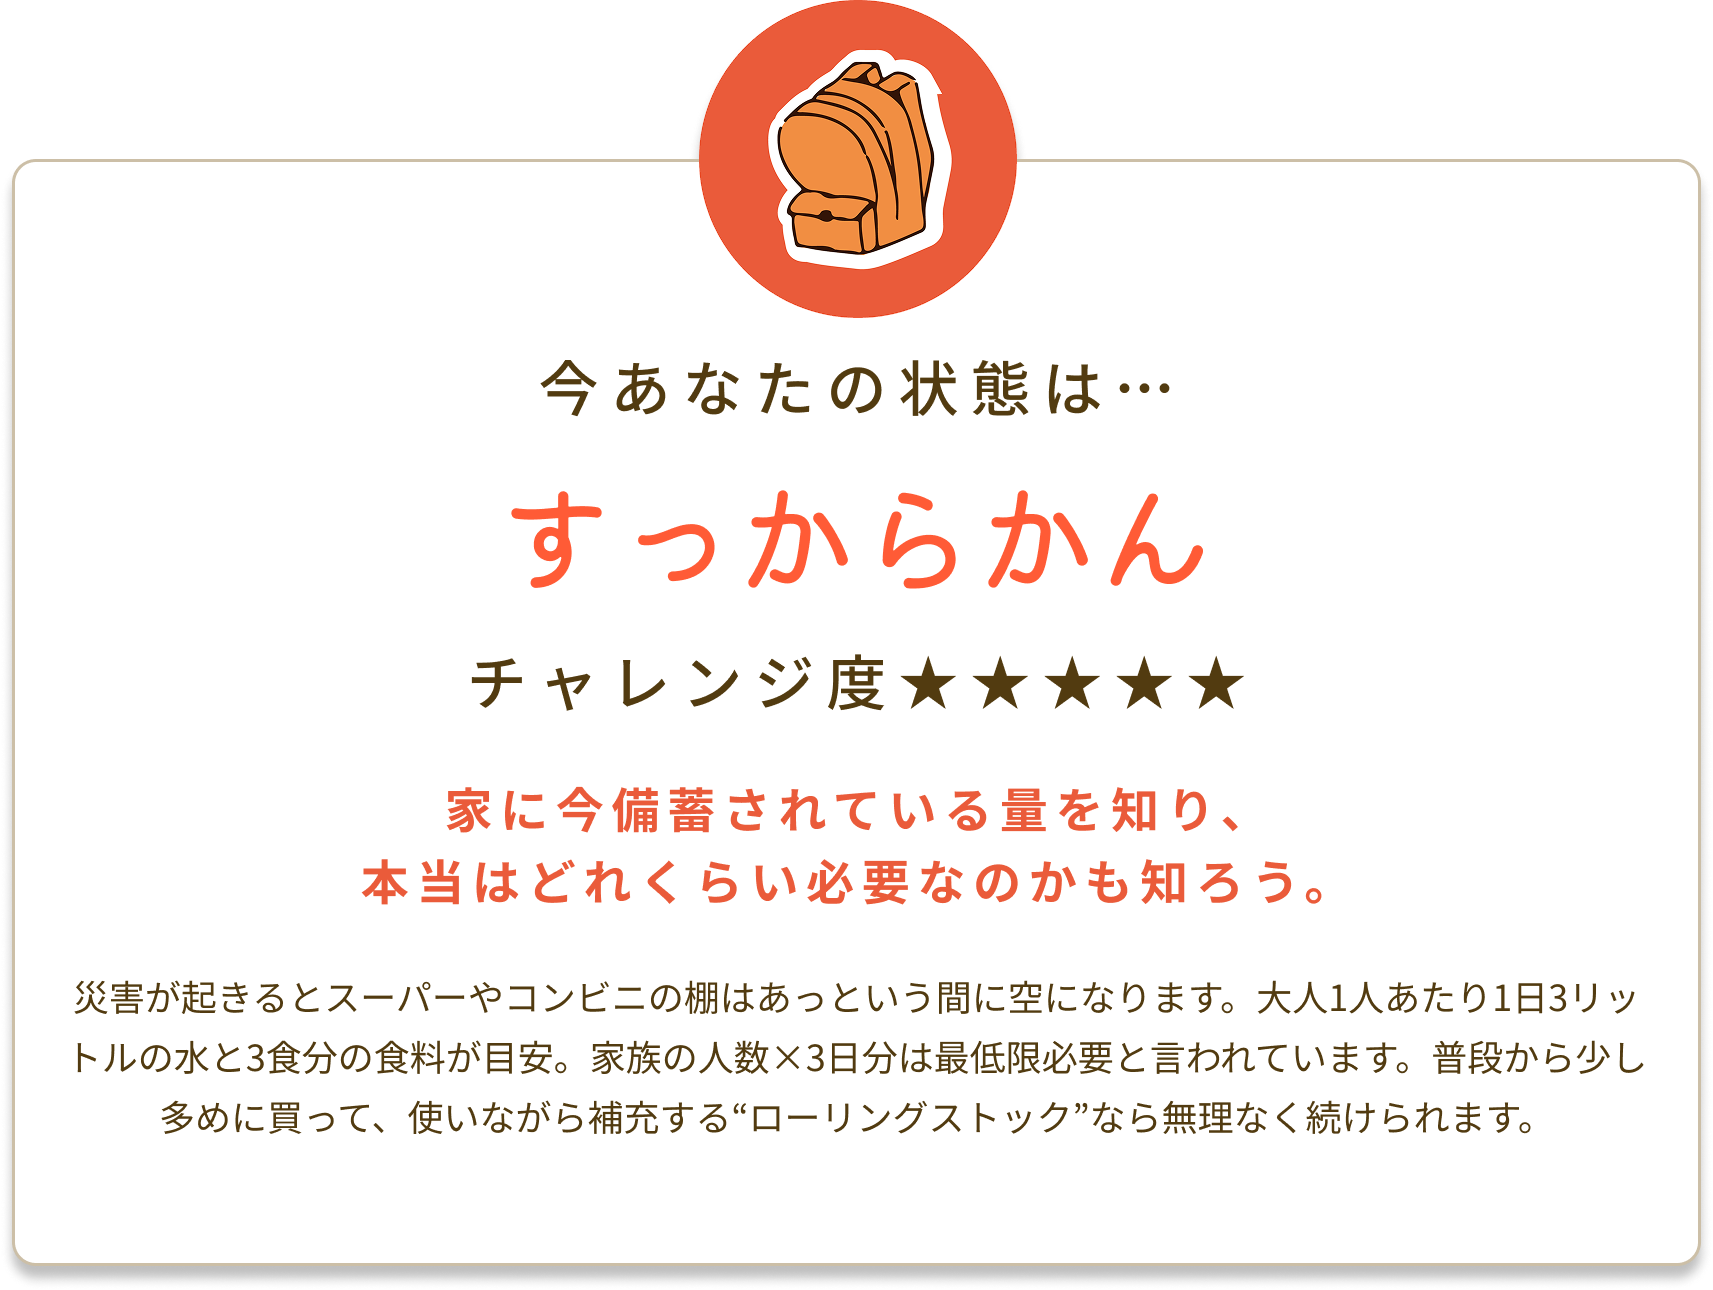 今あなたの状態は…
すっからかん
チャレンジ度★★★★★
家に今備蓄されている量を知り、
本当はどれくらい必要なのかも知ろう。
災害が起きるとスーパーやコンビニの棚はあっという間に空になります。大人1人あたり1日3リッ
トルの水と3食分の食料が目安。家族の人数×3日分は最低限必要と言われています。普段から少し
多めに買って、使いながら補充する“ローリングストック”なら無理なく続けられます。